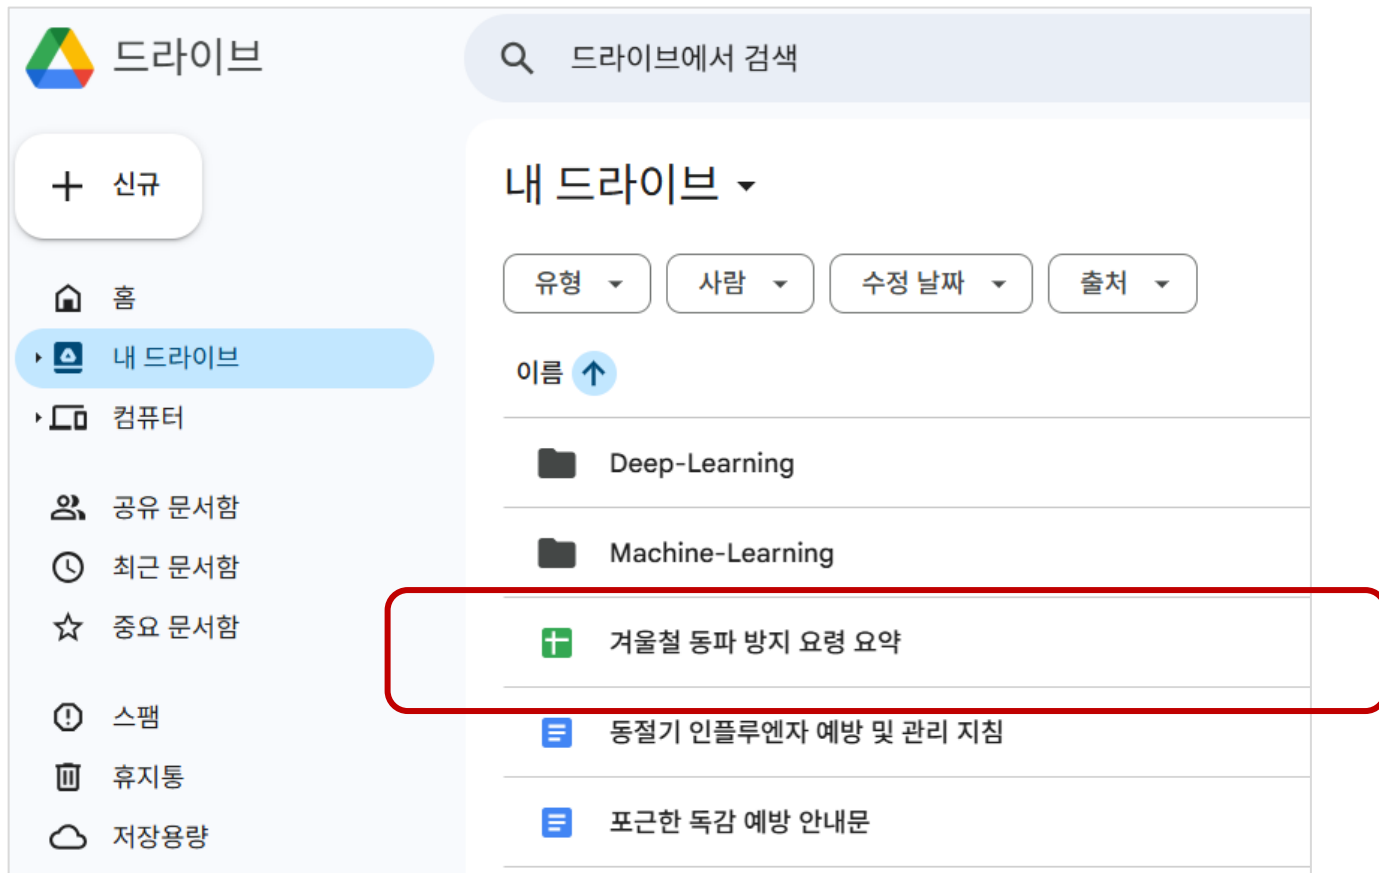 드라이브
드라이브에서 검색
신규
내 드라이브
유형 사람 수정 날짜 출처
홈
내 드라이브
컴퓨터
공유 문서함
최근 문서함
중요 문서함
스팸
휴지통
저장용량
이름
Deep-Learning
Machine-Learning
겨울철 동파 방지 요령 요약
동절기 인플루엔자 예방 및 관리 지침
포근한 독감 예방 안내문